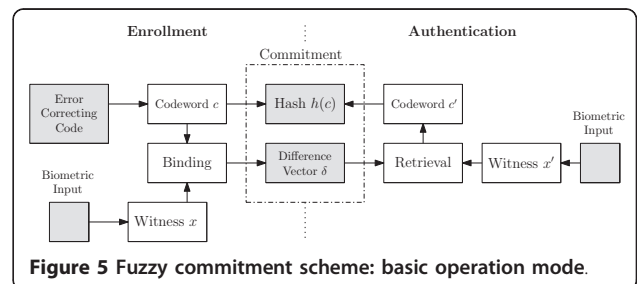 Enrollment
Authentication
Commitment
Error
Correcting
Code
Codeword c
Hash h(c)
Codeword c′
Biometric
Input
Binding
Difference
Vector δ
Retrieval
Witness x′
Biometric
Input
Witness x
Figure 5 Fuzzy commitment scheme: basic operation mode.